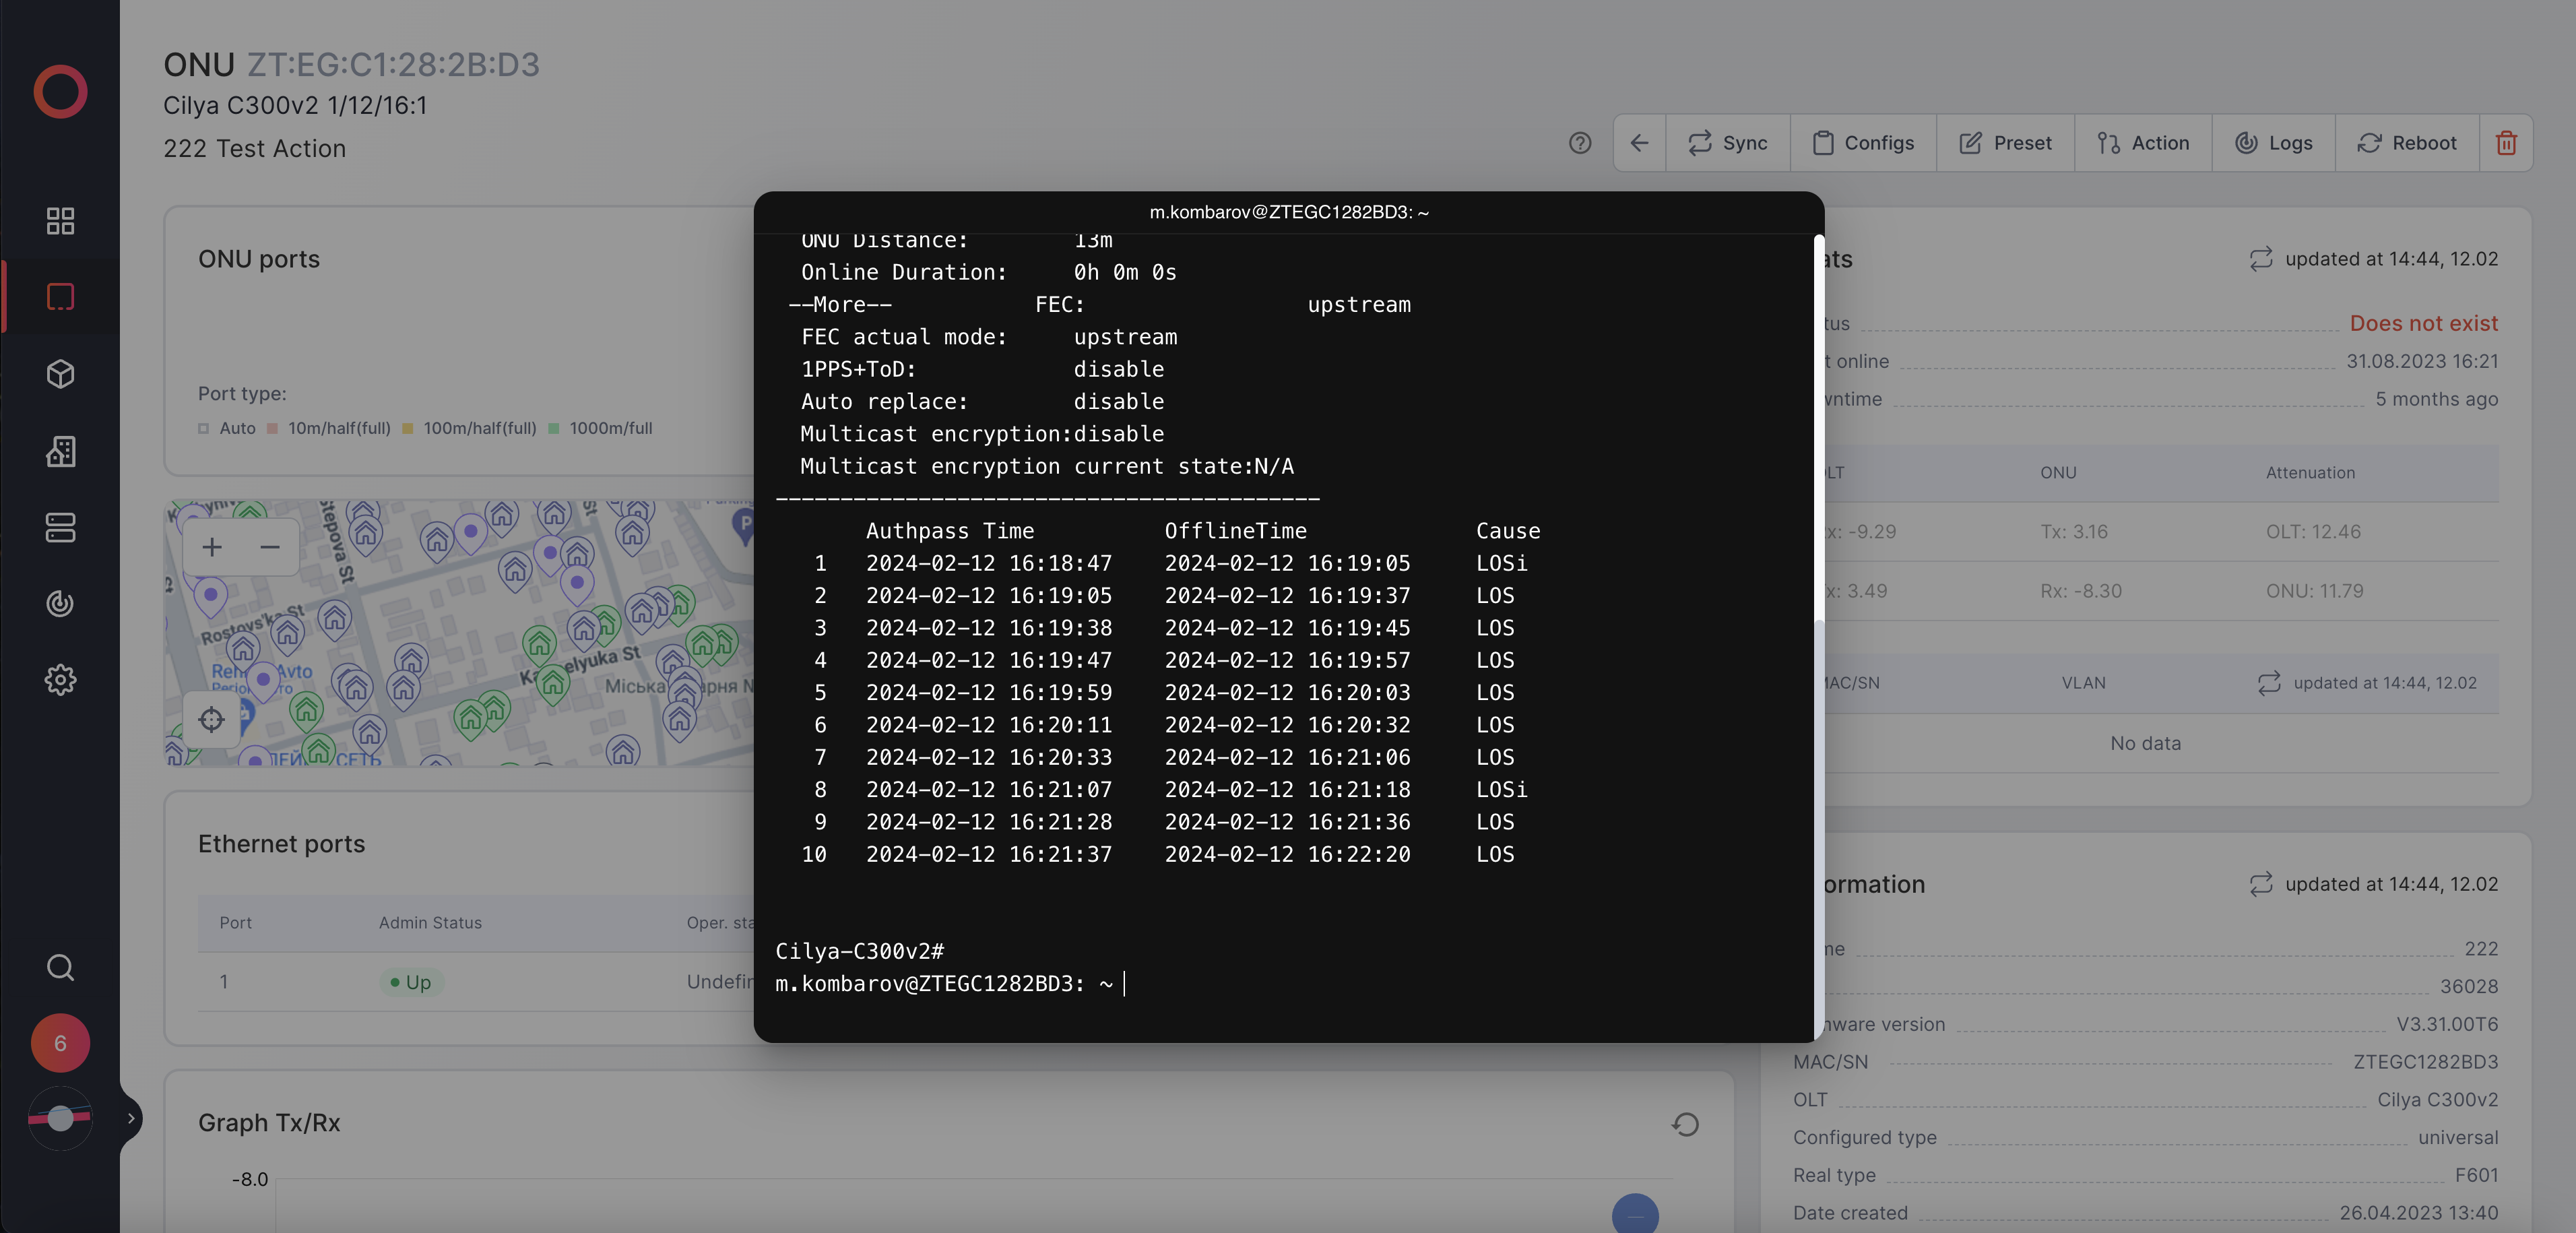 ONU ZT:EG:C1:28:2B:D3
Cilya C300v2 1/12/16:1
222 Test Action
Sync
Configs
Preset
Action
Logs
Reboot
ONU ports
Port type:
Auto 10m/half(full) 100m/half(full) 1000m/full
+ −
Rostovs'ka St
elyuka St
Міська
Ethernet ports
Port Admin Status Oper.
1 Up
Graph Tx/Rx
-8.0
6
m.kombarov@ZTEGC1282BD3: ~
ONU Distance: 13m
Online Duration: 0h 0m 0s
--More-- FEC: upstream
FEC actual mode: upstream
1PPS+ToD: disable
Auto replace: disable
Multicast encryption:disable
Multicast encryption current state:N/A
------------------------------------------
Authpass Time OfflineTime Cause
1 2024-02-12 16:18:47 2024-02-12 16:19:05 LOSi
2 2024-02-12 16:19:05 2024-02-12 16:19:37 LOS
3 2024-02-12 16:19:38 2024-02-12 16:19:45 LOS
4 2024-02-12 16:19:47 2024-02-12 16:19:57 LOS
5 2024-02-12 16:19:59 2024-02-12 16:20:03 LOS
6 2024-02-12 16:20:11 2024-02-12 16:20:32 LOS
7 2024-02-12 16:20:33 2024-02-12 16:21:06 LOS
8 2024-02-12 16:21:07 2024-02-12 16:21:18 LOSi
9 2024-02-12 16:21:28 2024-02-12 16:21:36 LOS
10 2024-02-12 16:21:37 2024-02-12 16:22:20 LOS
Cilya-C300v2#
m.kombarov@ZTEGC1282BD3: ~
updated at 14:44, 12.02
Does not exist
online 31.08.2023 16:21
5 months ago
ONU Attenuation
-9.29 Tx: 3.16 OLT: 12.46
3.49 Rx: -8.30 ONU: 11.79
MAC/SN VLAN updated at 14:44, 12.02
No data
ormation updated at 14:44, 12.02
222
36028
version V3.31.00T6
MAC/SN ZTEGC1282BD3
OLT Cilya C300v2
Configured type universal
Real type F601
Date created 26.04.2023 13:40